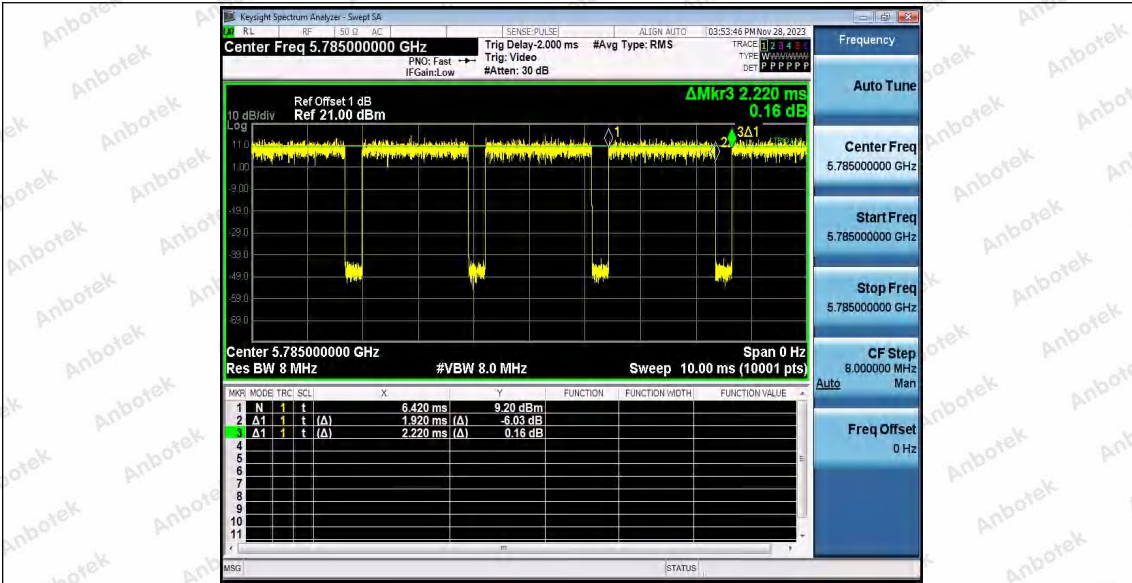 Keysight Spectrum Analyzer - Swept SA
RL RF 50 Ω AC SENSE:PULSE ALIGN AUTO 03:53:46 PM Nov 28, 2023
Center Freq 5.785000000 GHz
PNO: Fast
IFGain:Low
Trig Delay-2.000 ms
Trig: Video
#Atten: 30 dB
#Avg Type: RMS
TRACE 1 2 3 4 5 6
TYPE WWWWWW
DET P P P P P P
ΔMkr3 2.220 ms
0.16 dB
Ref Offset 1 dB
10 dB/div Ref 21.00 dBm
Log
11.0
1.00
-9.00
-19.0
-29.0
-39.0
-49.0
-59.0
-69.0
1
2
3Δ1
Center 5.785000000 GHz Span 0 Hz
Res BW 8 MHz #VBW 8.0 MHz Sweep 10.00 ms (10001 pts)
MKR MODE TRC SCL X Y FUNCTION FUNCTION WIDTH FUNCTION VALUE
1 N 1 t 6.420 ms 9.20 dBm
2 Δ1 1 t (Δ) 1.920 ms (Δ) -6.03 dB
3 Δ1 1 t (Δ) 2.220 ms (Δ) 0.16 dB
4
5
6
7
8
9
10
11
MSG STATUS
Frequency
Auto Tune
Center Freq
5.785000000 GHz
Start Freq
5.785000000 GHz
Stop Freq
5.785000000 GHz
CF Step
8.000000 MHz
Auto Man
Freq Offset
0 Hz
Anbotek